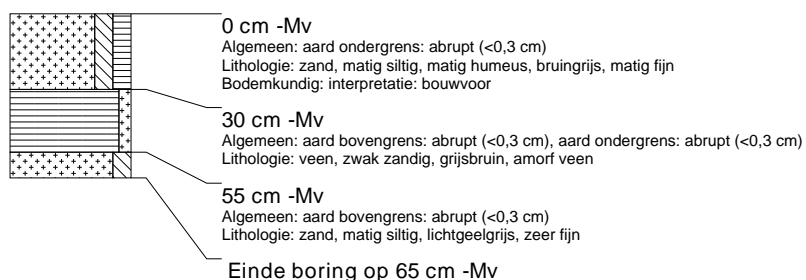 0 cm -Mv
Algemeen: aard ondergrens: abrupt (<0,3 cm)
Lithologie: zand, matig siltig, matig humeus, bruingrijs, matig fijn
Bodemkundig: interpretatie: bouwvoor
30 cm -Mv
Algemeen: aard bovengrens: abrupt (<0,3 cm), aard ondergrens: abrupt (<0,3 cm)
Lithologie: veen, zwak zandig, grijsbruin, amorf veen
55 cm -Mv
Algemeen: aard bovengrens: abrupt (<0,3 cm)
Lithologie: zand, matig siltig, lichtgeelgrijs, zeer fijn
Einde boring op 65 cm -Mv